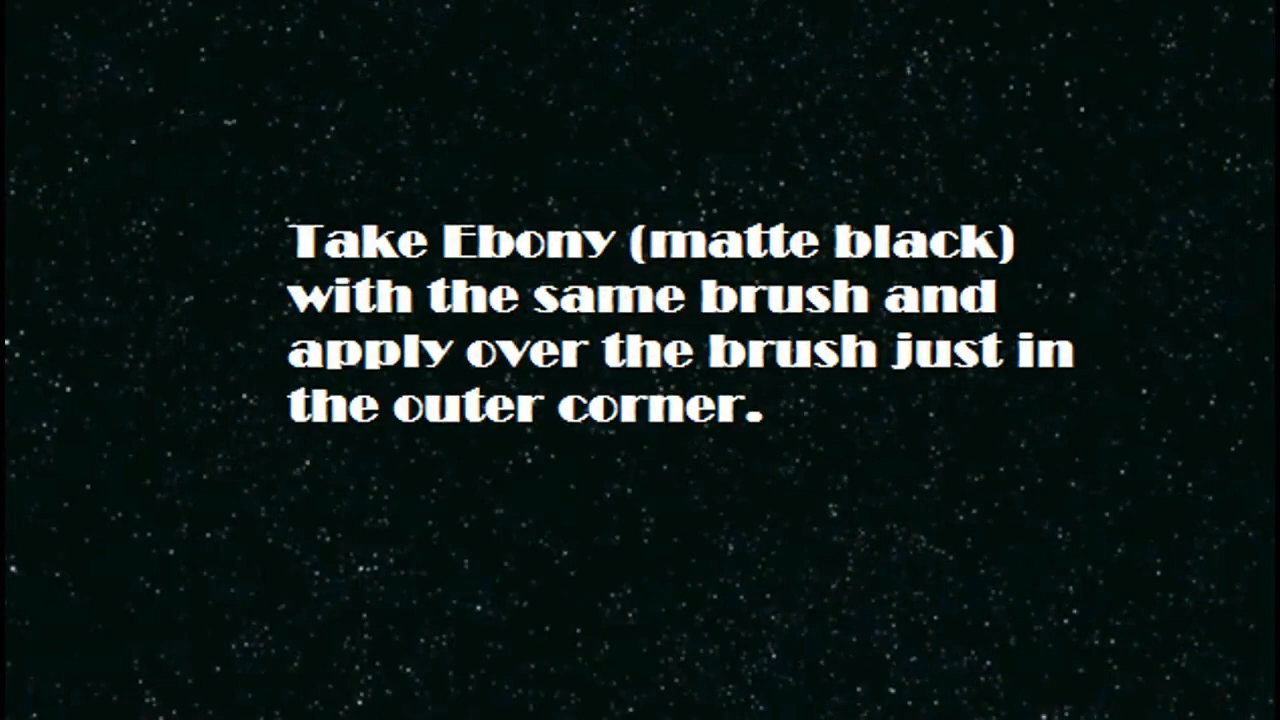 Take Ebony (matte black)
with the same brush and
apply over the brush just in
the outer corner.